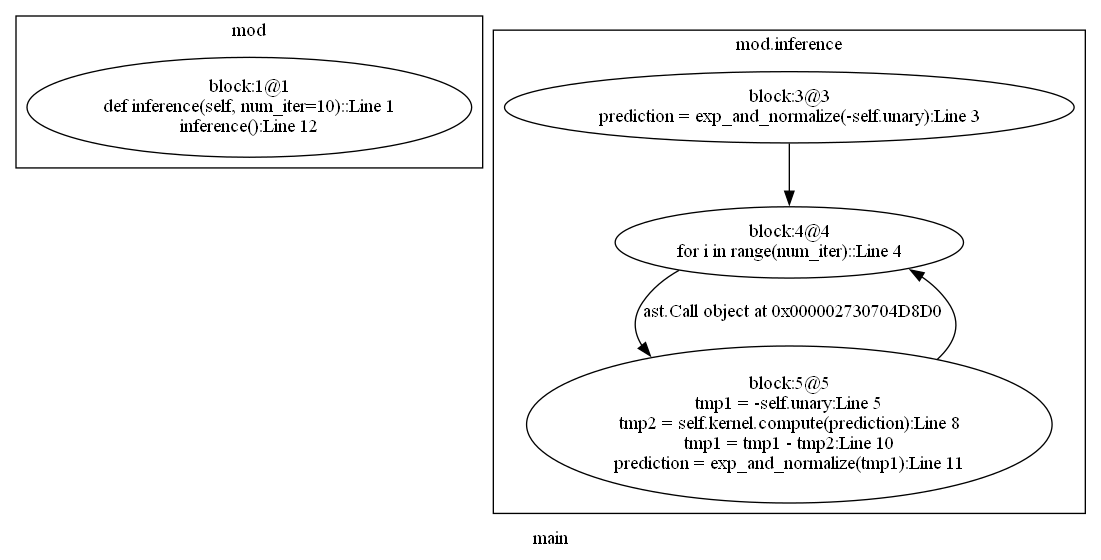 mod
block:1@1
def inference(self, num_iter=10)::Line 1
inference():Line 12
mod.inference
block:3@3
prediction = exp_and_normalize(-self.unary):Line 3
block:4@4
for i in range(num_iter)::Line 4
ast.Call object at 0x000002730704D8D0
block:5@5
tmp1 = -self.unary:Line 5
tmp2 = self.kernel.compute(prediction):Line 8
tmp1 = tmp1 - tmp2:Line 10
prediction = exp_and_normalize(tmp1):Line 11
main